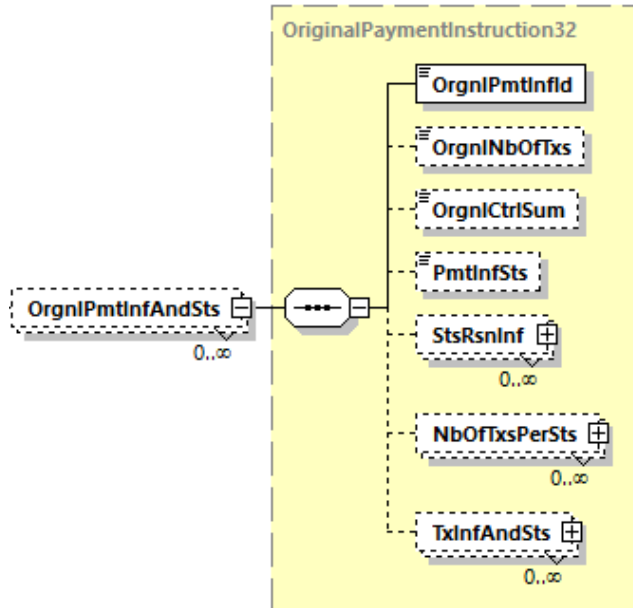 OriginalPaymentInstruction32
OrgnlPmtInfId
OrgnlNbOfTxs
OrgnlCtrlSum
PmtInfSts
OrgnlPmtInfAndSts
0..∞
StsRsnInf
0..∞
NbOfTxsPerSts
0..∞
TxInfAndSts
0..∞